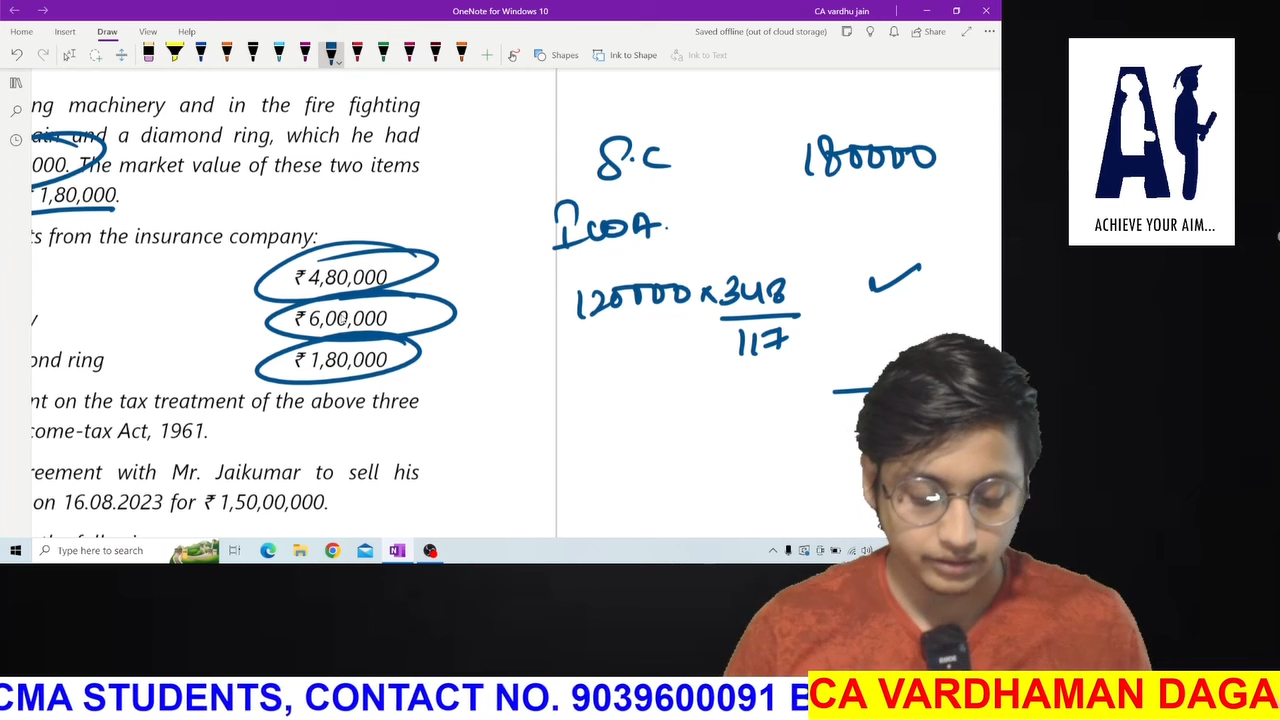 OneNote for Windows 10
CA vardhu jain
Home Insert Draw View Help
Saved offline (out of cloud storage)
Share
Shapes
Ink to Shape
Ink to Text
ng machinery and in the fire fighting
ain and a diamond ring, which he had
000. The market value of these two items
₹ 1,80,000.
ts from the insurance company:
₹ 4,80,000
y ₹ 6,00,000
ond ring ₹ 1,80,000
nt on the tax treatment of the above three
come-tax Act, 1961.
reement with Mr. Jaikumar to sell his
on 16.08.2023 for ₹ 1,50,00,000.
S.C 180000
ICOA.
120000 × 348
117
Type here to search
ACHIEVE YOUR AIM...
CMA STUDENTS, CONTACT NO. 9039600091 B
CA VARDHAMAN DAGA